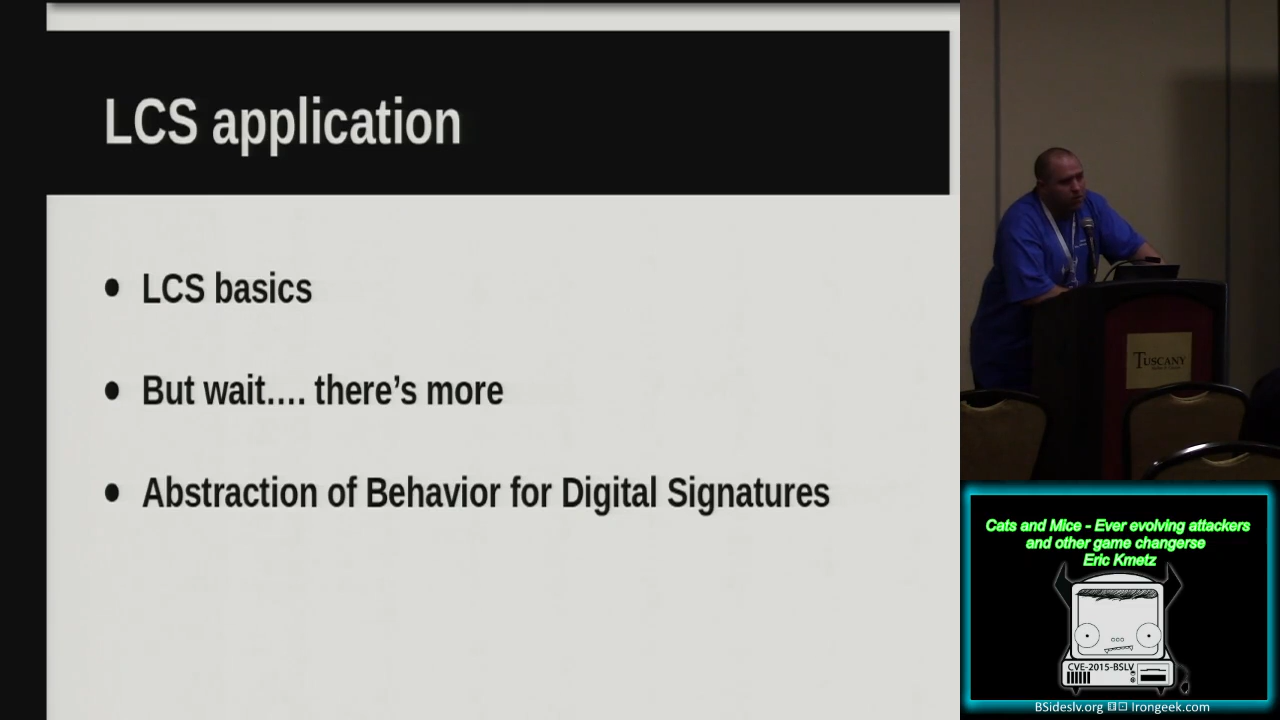 LCS application
• LCS basics
• But wait.... there's more
• Abstraction of Behavior for Digital Signatures
TUSCANY
Cats and Mice - Ever evolving attackers
and other game changerse
Eric Kmetz
CVE-2015-BSLV
BSideslv.org Irongeek.com